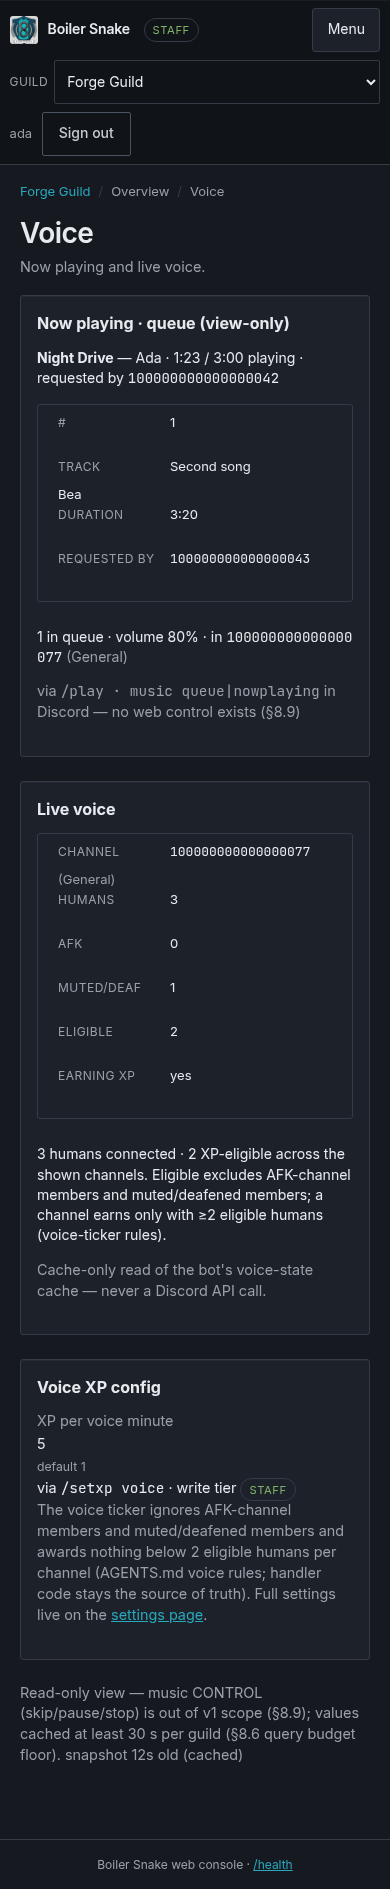 Boiler Snake STAFF Menu
GUILD Forge Guild
ada Sign out
Forge Guild / Overview / Voice
Voice
Now playing and live voice.
Now playing · queue (view-only)
Night Drive — Ada · 1:23 / 3:00 playing ·
requested by 100000000000000042
# 1
TRACK Second song
Bea
DURATION 3:20
REQUESTED BY 100000000000000043
1 in queue · volume 80% · in 100000000000000
077 (General)
via /play · music queue|nowplaying in
Discord — no web control exists (§8.9)
Live voice
CHANNEL 100000000000000077
(General)
HUMANS 3
AFK 0
MUTED/DEAF 1
ELIGIBLE 2
EARNING XP yes
3 humans connected · 2 XP-eligible across the
shown channels. Eligible excludes AFK-channel
members and muted/deafened members; a
channel earns only with ≥2 eligible humans
(voice-ticker rules).
Cache-only read of the bot's voice-state
cache — never a Discord API call.
Voice XP config
XP per voice minute
5
default 1
via /setxp voice · write tier STAFF
The voice ticker ignores AFK-channel
members and muted/deafened members and
awards nothing below 2 eligible humans per
channel (AGENTS.md voice rules; handler
code stays the source of truth). Full settings
live on the settings page.
Read-only view — music CONTROL
(skip/pause/stop) is out of v1 scope (§8.9); values
cached at least 30 s per guild (§8.6 query budget
floor). snapshot 12s old (cached)
Boiler Snake web console · /health